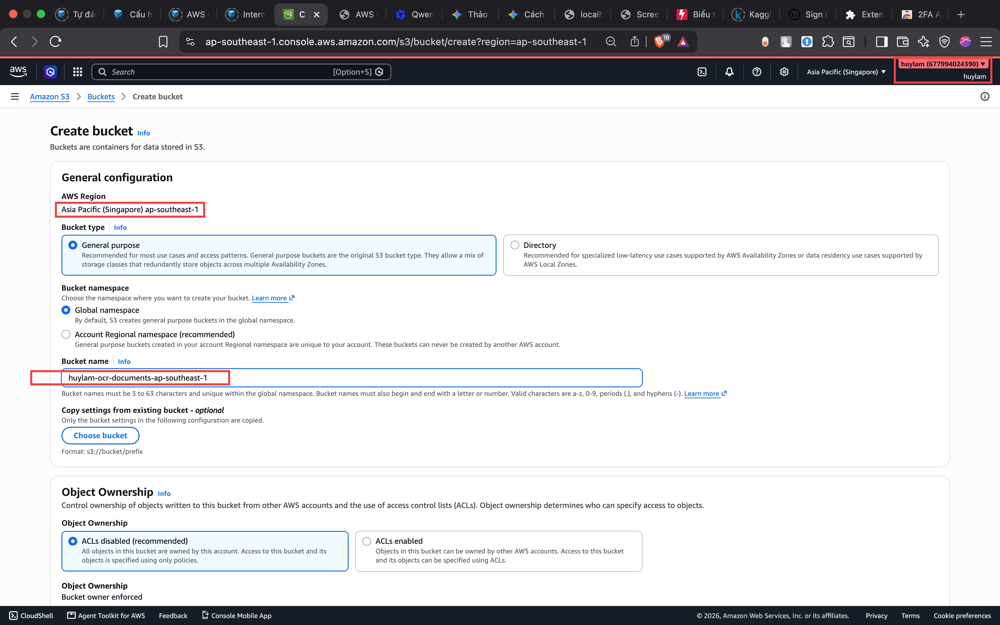 Tự đá
Cấu h
AWS
Intern
C
AWS
Qwen
Thảo
Cách
localh
Scree
Biểu t
Kaggl
Sign i
Exten
2FA A
ap-southeast-1.console.aws.amazon.com/s3/bucket/create?region=ap-southeast-1
16
aws
Search
[Option+S]
Asia Pacific (Singapore)
huylam (677994024390)
huylam
Amazon S3
Buckets
Create bucket
Create bucket Info
Buckets are containers for data stored in S3.
General configuration
AWS Region
Asia Pacific (Singapore) ap-southeast-1
Bucket type Info
General purpose
Recommended for most use cases and access patterns. General purpose buckets are the original S3 bucket type. They allow a mix of
storage classes that redundantly store objects across multiple Availability Zones.
Directory
Recommended for specialized low-latency use cases supported by AWS Availability Zones or data residency use cases supported by
AWS Local Zones.
Bucket namespace
Choose the namespace where you want to create your bucket. Learn more
Global namespace
By default, S3 creates general purpose buckets in the global namespace.
Account Regional namespace (recommended)
General purpose buckets created in your account Regional namespace are unique to your account. These buckets can never be created by another AWS account.
Bucket name Info
huylam-ocr-documents-ap-southeast-1
Bucket names must be 3 to 63 characters and unique within the global namespace. Bucket names must also begin and end with a letter or number. Valid characters are a-z, 0-9, periods (.), and hyphens (-). Learn more
Copy settings from existing bucket - optional
Only the bucket settings in the following configuration are copied.
Choose bucket
Format: s3://bucket/prefix
Object Ownership Info
Control ownership of objects written to this bucket from other AWS accounts and the use of access control lists (ACLs). Object ownership determines who can specify access to objects.
Object Ownership
ACLs disabled (recommended)
All objects in this bucket are owned by this account. Access to this bucket and its
objects is specified using only policies.
ACLs enabled
Objects in this bucket can be owned by other AWS accounts. Access to this bucket
and its objects can be specified using ACLs.
Object Ownership
Bucket owner enforced
CloudShell
Agent Toolkit for AWS
Feedback
Console Mobile App
© 2026, Amazon Web Services, Inc. or its affiliates.
Privacy
Terms
Cookie preferences